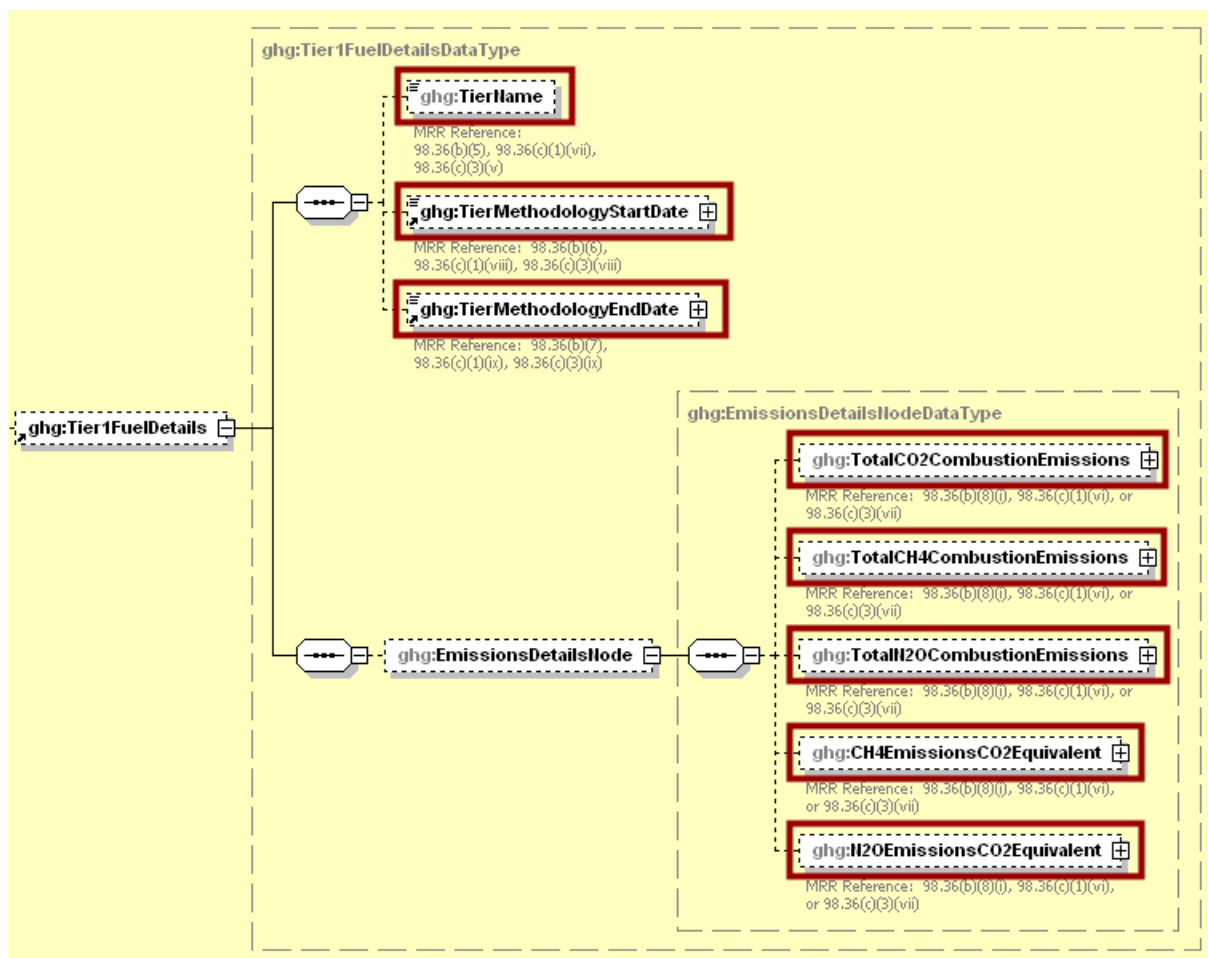 ghg:Tier1FuelDetailsDataType
ghg:TierName
MRR Reference:
98.36(b)(5), 98.36(c)(1)(vii),
98.36(c)(3)(v)
ghg:TierMethodologyStartDate
MRR Reference:  98.36(b)(6),
98.36(c)(1)(viii), 98.36(c)(3)(viii)
ghg:TierMethodologyEndDate
MRR Reference:  98.36(b)(7),
98.36(c)(1)(ix), 98.36(c)(3)(ix)
ghg:Tier1FuelDetails
ghg:EmissionsDetailsNodeDataType
ghg:TotalCO2CombustionEmissions
MRR Reference:  98.36(b)(8)(i), 98.36(c)(1)(vi), or
98.36(c)(3)(vii)
ghg:TotalCH4CombustionEmissions
MRR Reference:  98.36(b)(8)(i), 98.36(c)(1)(vi), or
98.36(c)(3)(vii)
ghg:EmissionsDetailsNode
ghg:TotalN2OCombustionEmissions
MRR Reference:  98.36(b)(8)(i), 98.36(c)(1)(vi), or
98.36(c)(3)(vii)
ghg:CH4EmissionsCO2Equivalent
MRR Reference:  98.36(b)(8)(i), 98.36(c)(1)(vi),
or 98.36(c)(3)(vii)
ghg:N2OEmissionsCO2Equivalent
MRR Reference:  98.36(b)(8)(i), 98.36(c)(1)(vi),
or 98.36(c)(3)(vii)